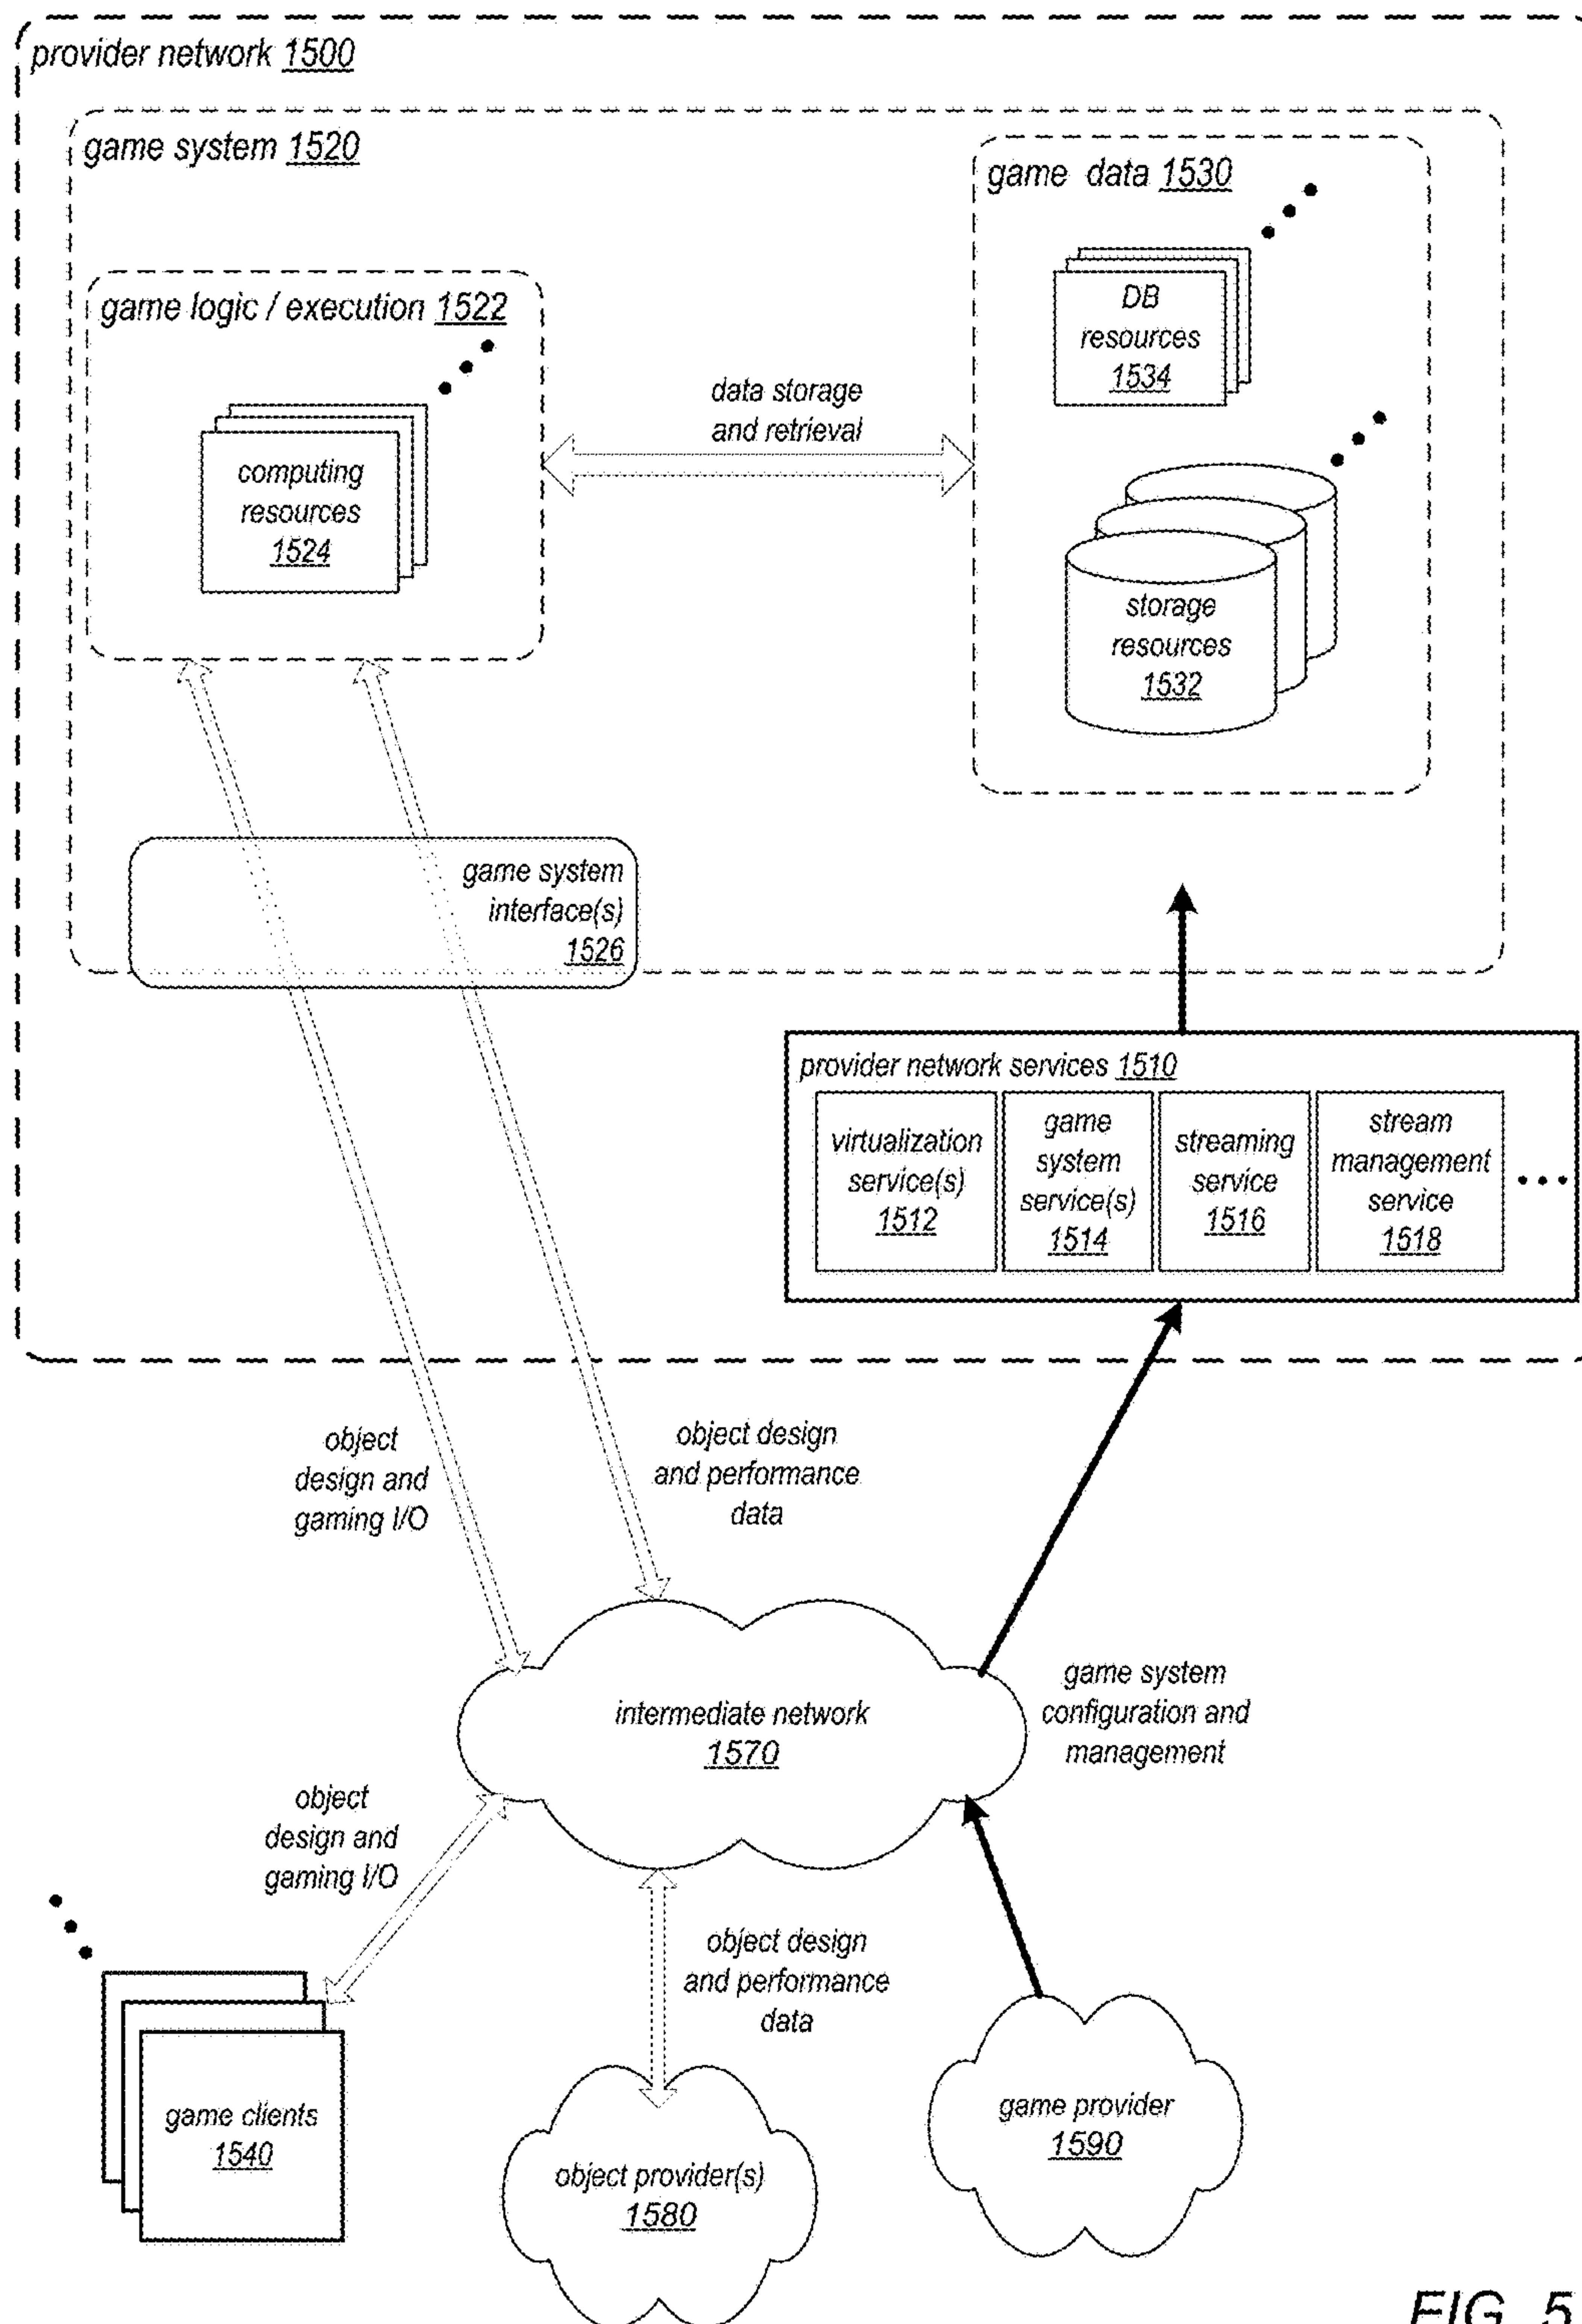 provider network 1500
game system 1520
game data 1530
game logic / execution 1522
DB
resources
1534
data storage
and retrieval
computing
resources
1524
storage
resources
1532
game system
interface(s)
1526
provider network services 1510
virtualization
service(s)
1512
game
system
service(s)
1514
streaming
service
1516
stream
management
service
1518
object
design and
gaming I/O
object design
and performance
data
intermediate network
1570
game system
configuration and
management
object
design and
gaming I/O
object design
and performance
data
game clients
1540
object provider(s)
1580
game provider
1590
FIG. 5